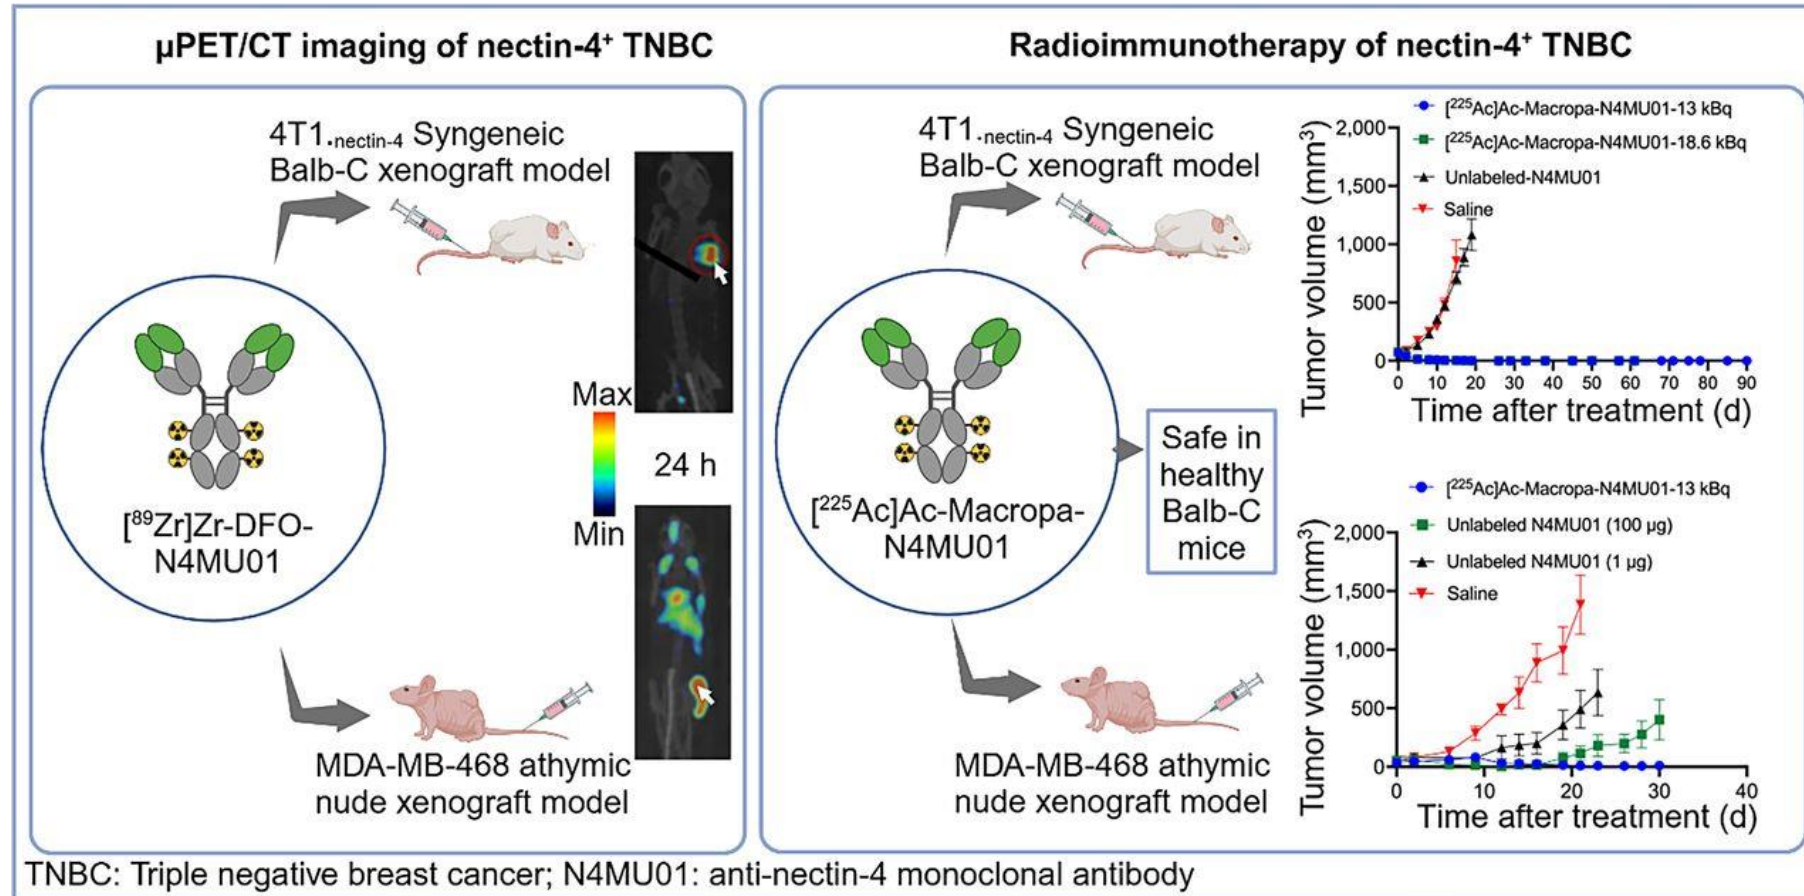 µPET/CT imaging of nectin-4⁺ TNBC
4T1.nectin-4 Syngeneic
Balb-C xenograft model
[⁸⁹Zr]Zr-DFO-
N4MU01
Max
24 h
Min
MDA-MB-468 athymic
nude xenograft model
Radioimmunotherapy of nectin-4⁺ TNBC
4T1.nectin-4 Syngeneic
Balb-C xenograft model
[²²⁵Ac]Ac-Macropa-
N4MU01
Safe in
healthy
Balb-C
mice
MDA-MB-468 athymic
nude xenograft model
[²²⁵Ac]Ac-Macropa-N4MU01-13 kBq
[²²⁵Ac]Ac-Macropa-N4MU01-18.6 kBq
Unlabeled-N4MU01
Saline
Tumor volume (mm³)
2,000
1,500
1,000
500
0
0 10 20 30 40 50 60 70 80 90
Time after treatment (d)
[²²⁵Ac]Ac-Macropa-N4MU01-13 kBq
Unlabeled N4MU01 (100 µg)
Unlabeled N4MU01 (1 µg)
Saline
Tumor volume (mm³)
2,000
1,500
1,000
500
0
0 10 20 30 40
Time after treatment (d)
TNBC: Triple negative breast cancer; N4MU01: anti-nectin-4 monoclonal antibody